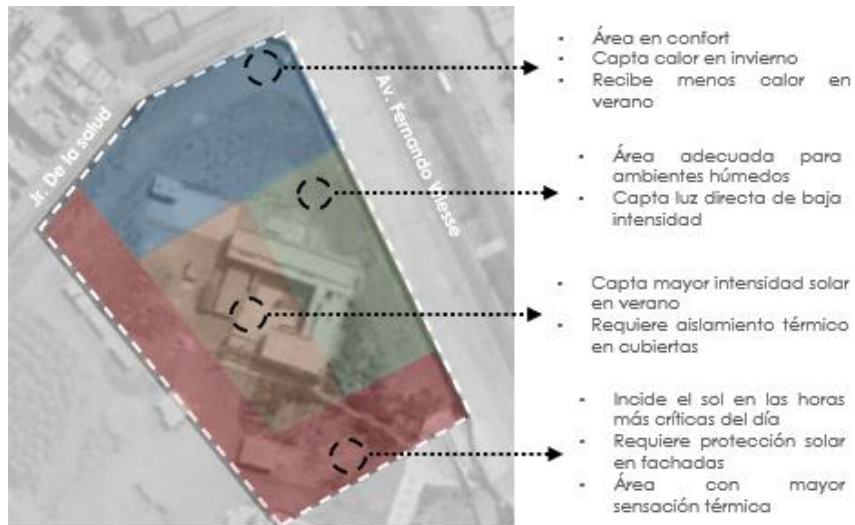 Jr. De la salud
Av. Fernando Wiesse
- Área en confort
- Capta calor en invierno
- Recibe menos calor en
verano
- Área adecuada para
ambientes húmedos
- Capta luz directa de baja
intensidad
- Capta mayor intensidad solar
en verano
- Requiere aislamiento térmico
en cubiertas
- Incide el sol en las horas
más críticas del día
- Requiere protección solar
en fachadas
- Área con mayor
sensación térmica